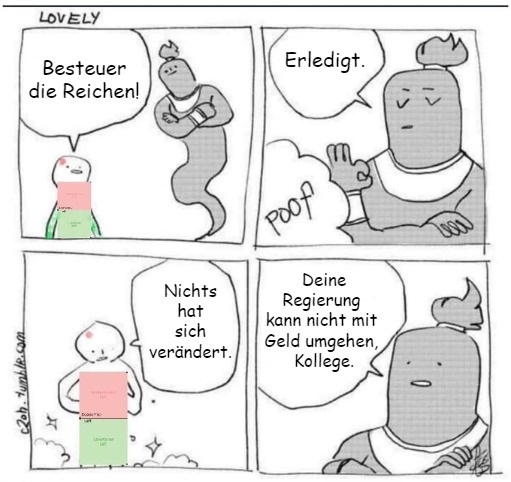 LOVELY
Besteuer
die Reichen!
Erledigt.
POOF
Nichts
hat
sich
verändert.
Deine
Regierung
kann nicht mit
Geld umgehen,
Kollege.
c2oh.tumblr.com